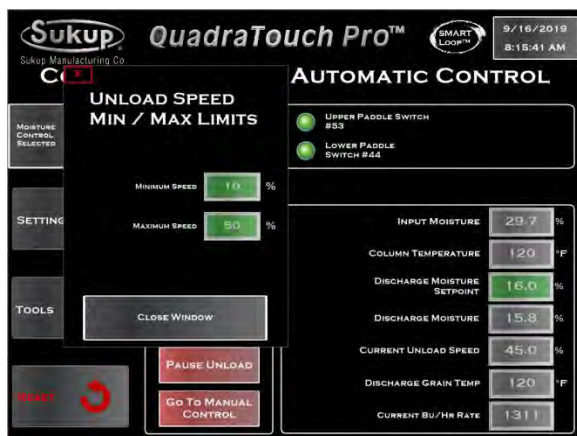 Sukup
Sukup Manufacturing Co
QuadraTouch Pro™
SMART
LOOP™
9/16/2019
8:15:41 AM
AUTOMATIC CONTROL
X
UNLOAD SPEED
MIN / MAX LIMITS
MINIMUM SPEED 10 %
MAXIMUM SPEED 50 %
CLOSE WINDOW
MOISTURE
CONTROL
SELECTED
SETTING
TOOLS
RESET
UPPER PADDLE SWITCH
#53
LOWER PADDLE
SWITCH #44
PAUSE UNLOAD
GO TO MANUAL
CONTROL
INPUT MOISTURE 29.7 %
COLUMN TEMPERATURE 120 °F
DISCHARGE MOISTURE
SETPOINT 16.0 %
DISCHARGE MOISTURE 15.8 %
CURRENT UNLOAD SPEED 45.0 %
DISCHARGE GRAIN TEMP 120 °F
CURRENT BU/HR RATE 1311